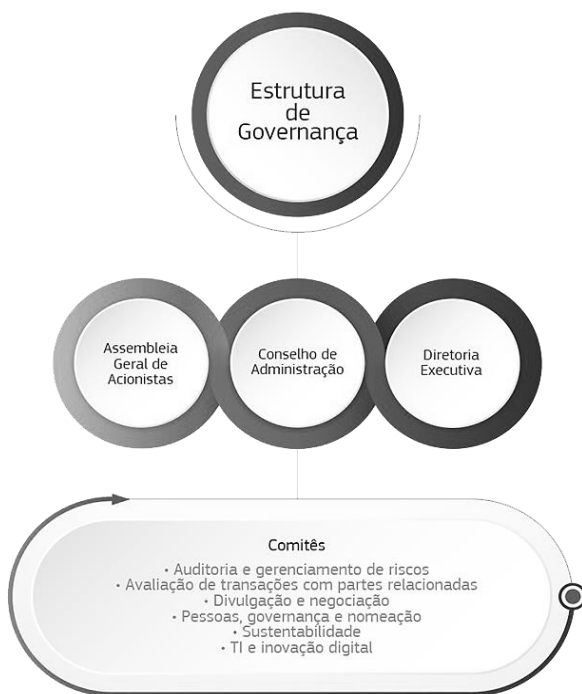 Estrutura
de
Governança
Assembleia
Geral de
Acionistas
Conselho de
Administração
Diretoria
Executiva
Comitês
• Auditoria e gerenciamento de riscos
• Avaliação de transações com partes relacionadas
• Divulgação e negociação
• Pessoas, governança e nomeação
• Sustentabilidade
• TI e inovação digital